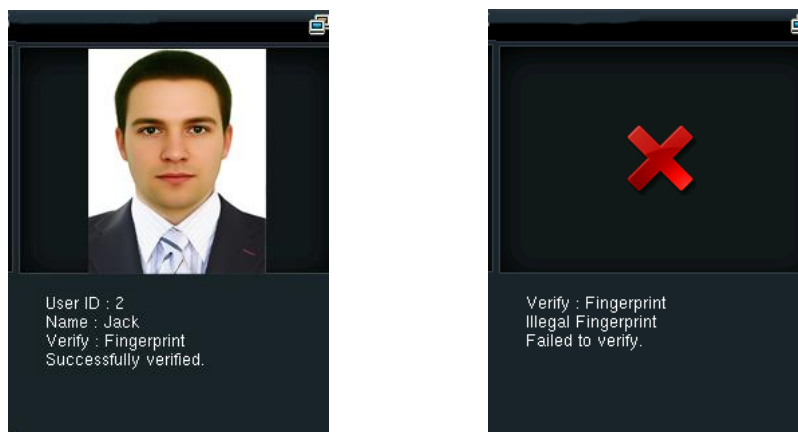 User ID : 2
Name : Jack
Verify : Fingerprint
Successfully verified.
Verify : Fingerprint
Illegal Fingerprint
Failed to verify.